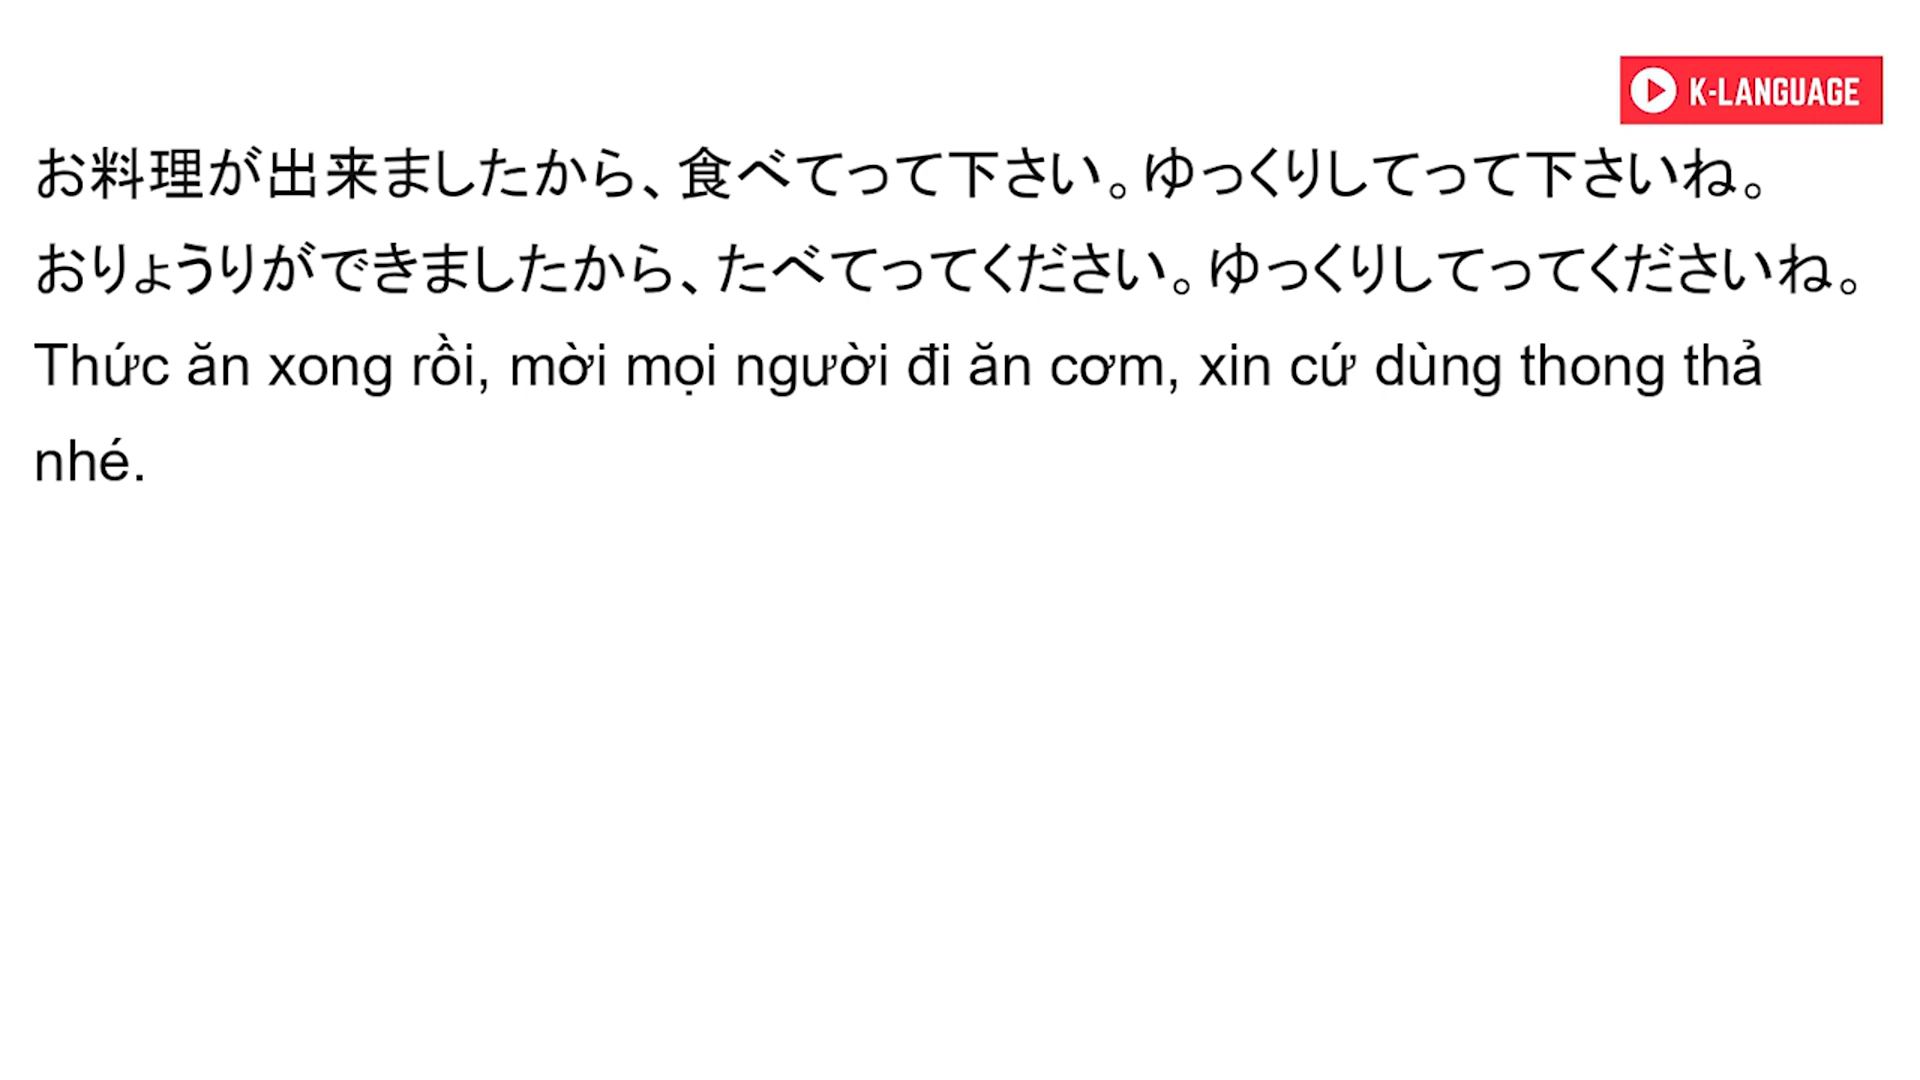 K-LANGUAGE
お料理が出来ましたから、食べてって下さい。ゆっくりしてって下さいね。
おりょうりができましたから、たべてってください。ゆっくりしてってくださいね。
Thức ăn xong rồi, mời mọi người đi ăn cơm, xin cứ dùng thong thả
nhé.